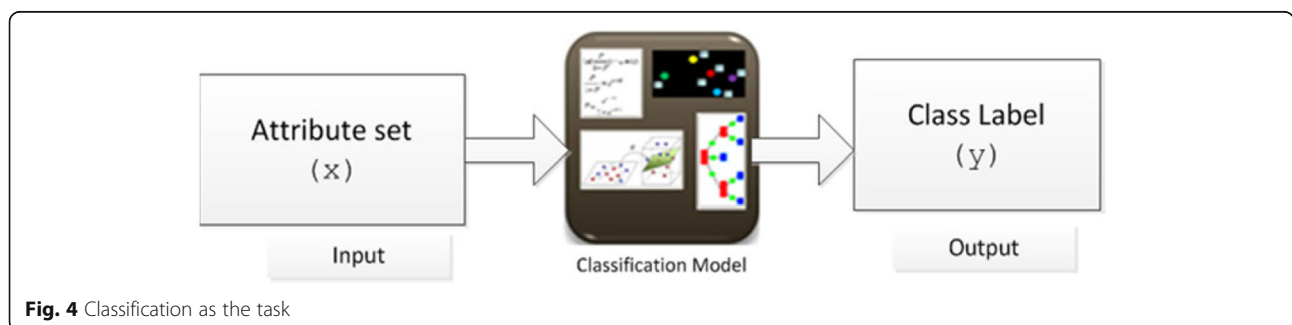 Attribute set
(x)
Input
Classification Model
Class Label
(y)
Output
Fig. 4 Classification as the task